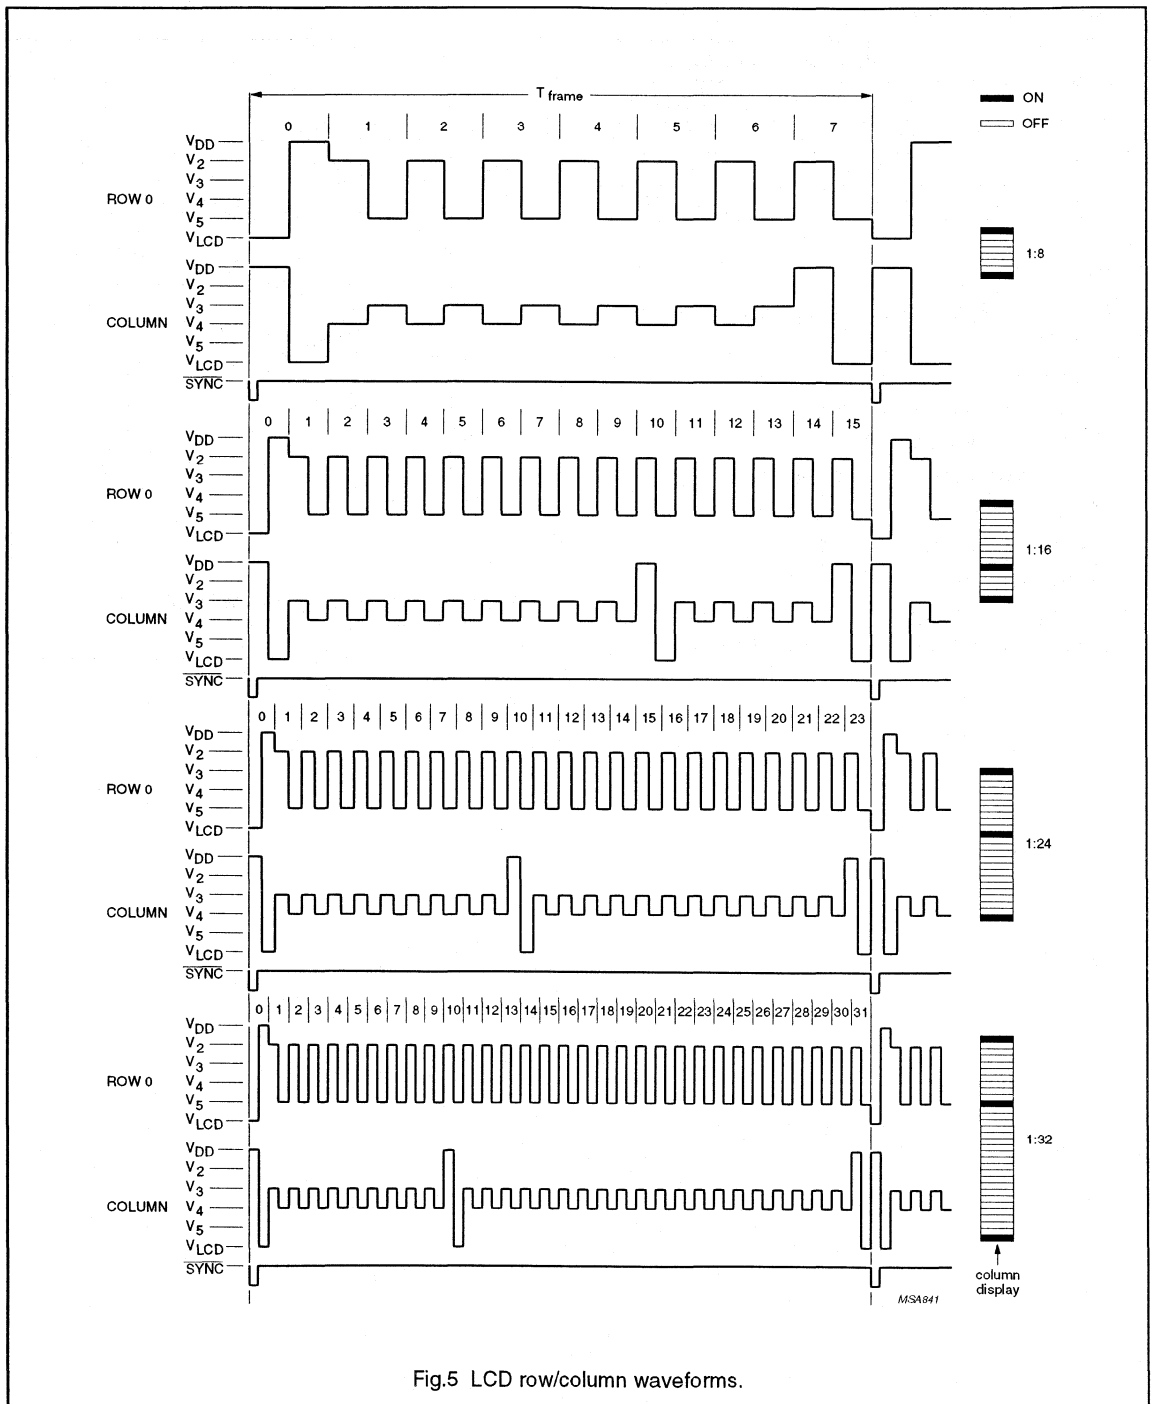 T frame
ON
OFF
0 1 2 3 4 5 6 7
ROW 0
VDD
V2
V3
V4
V5
VLCD
1:8
COLUMN
VDD
V2
V3
V4
V5
VLCD
SYNC
0 1 2 3 4 5 6 7 8 9 10 11 12 13 14 15
ROW 0
VDD
V2
V3
V4
V5
VLCD
1:16
COLUMN
VDD
V2
V3
V4
V5
VLCD
SYNC
0 1 2 3 4 5 6 7 8 9 10 11 12 13 14 15 16 17 18 19 20 21 22 23
ROW 0
VDD
V2
V3
V4
V5
VLCD
1:24
COLUMN
VDD
V2
V3
V4
V5
VLCD
SYNC
0 1 2 3 4 5 6 7 8 9 10 11 12 13 14 15 16 17 18 19 20 21 22 23 24 25 26 27 28 29 30 31
ROW 0
VDD
V2
V3
V4
V5
VLCD
1:32
COLUMN
VDD
V2
V3
V4
V5
VLCD
SYNC
column
display
MSA841
Fig.5 LCD row/column waveforms.